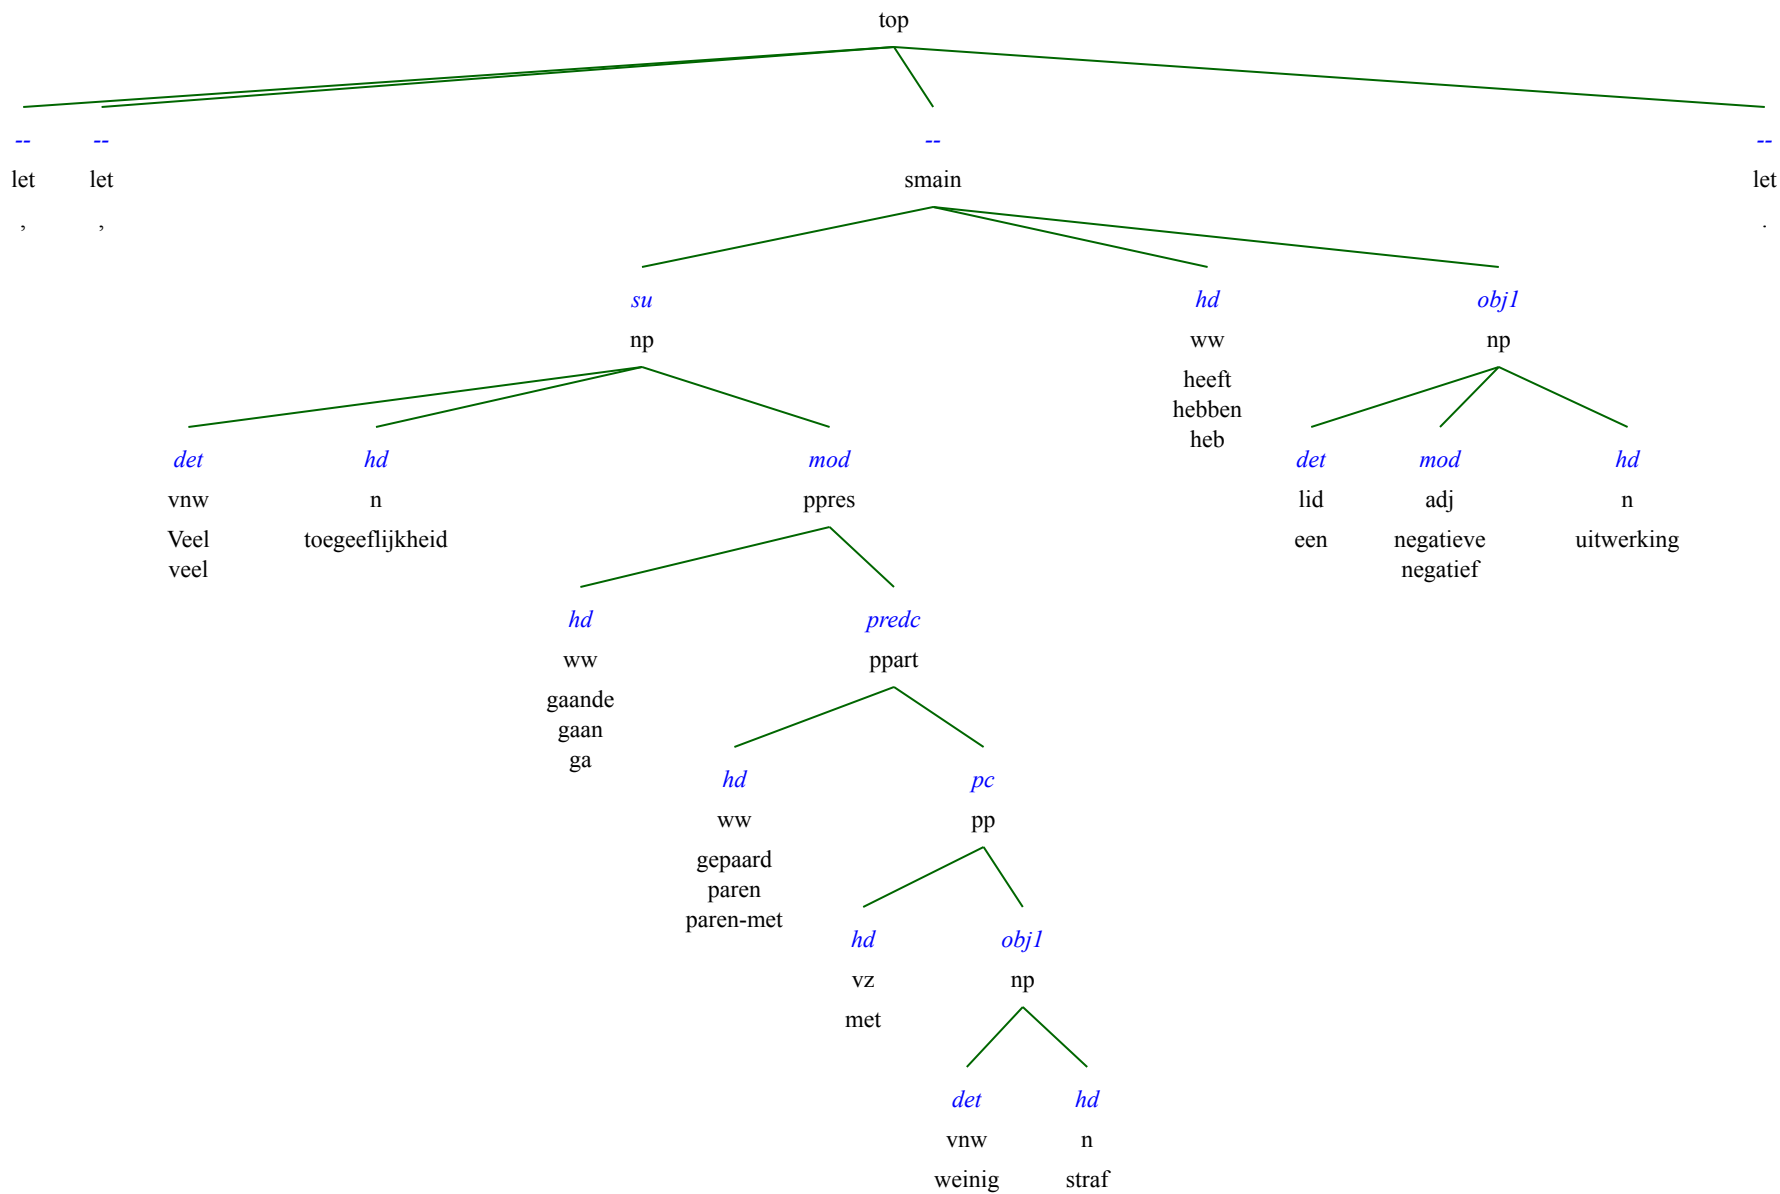 top
-- -- -- --
let let smain let
, , .
su hd obj1
np ww np
heeft
hebben
heb
det hd mod det mod hd
vnw n ppres lid adj n
Veel toegeeflijkheid een negatieve uitwerking
veel negatief
hd predc
ww ppart
gaande
gaan
ga
hd pc
ww pp
gepaard
paren
paren-met
hd obj1
vz np
met
det hd
vnw n
weinig straf